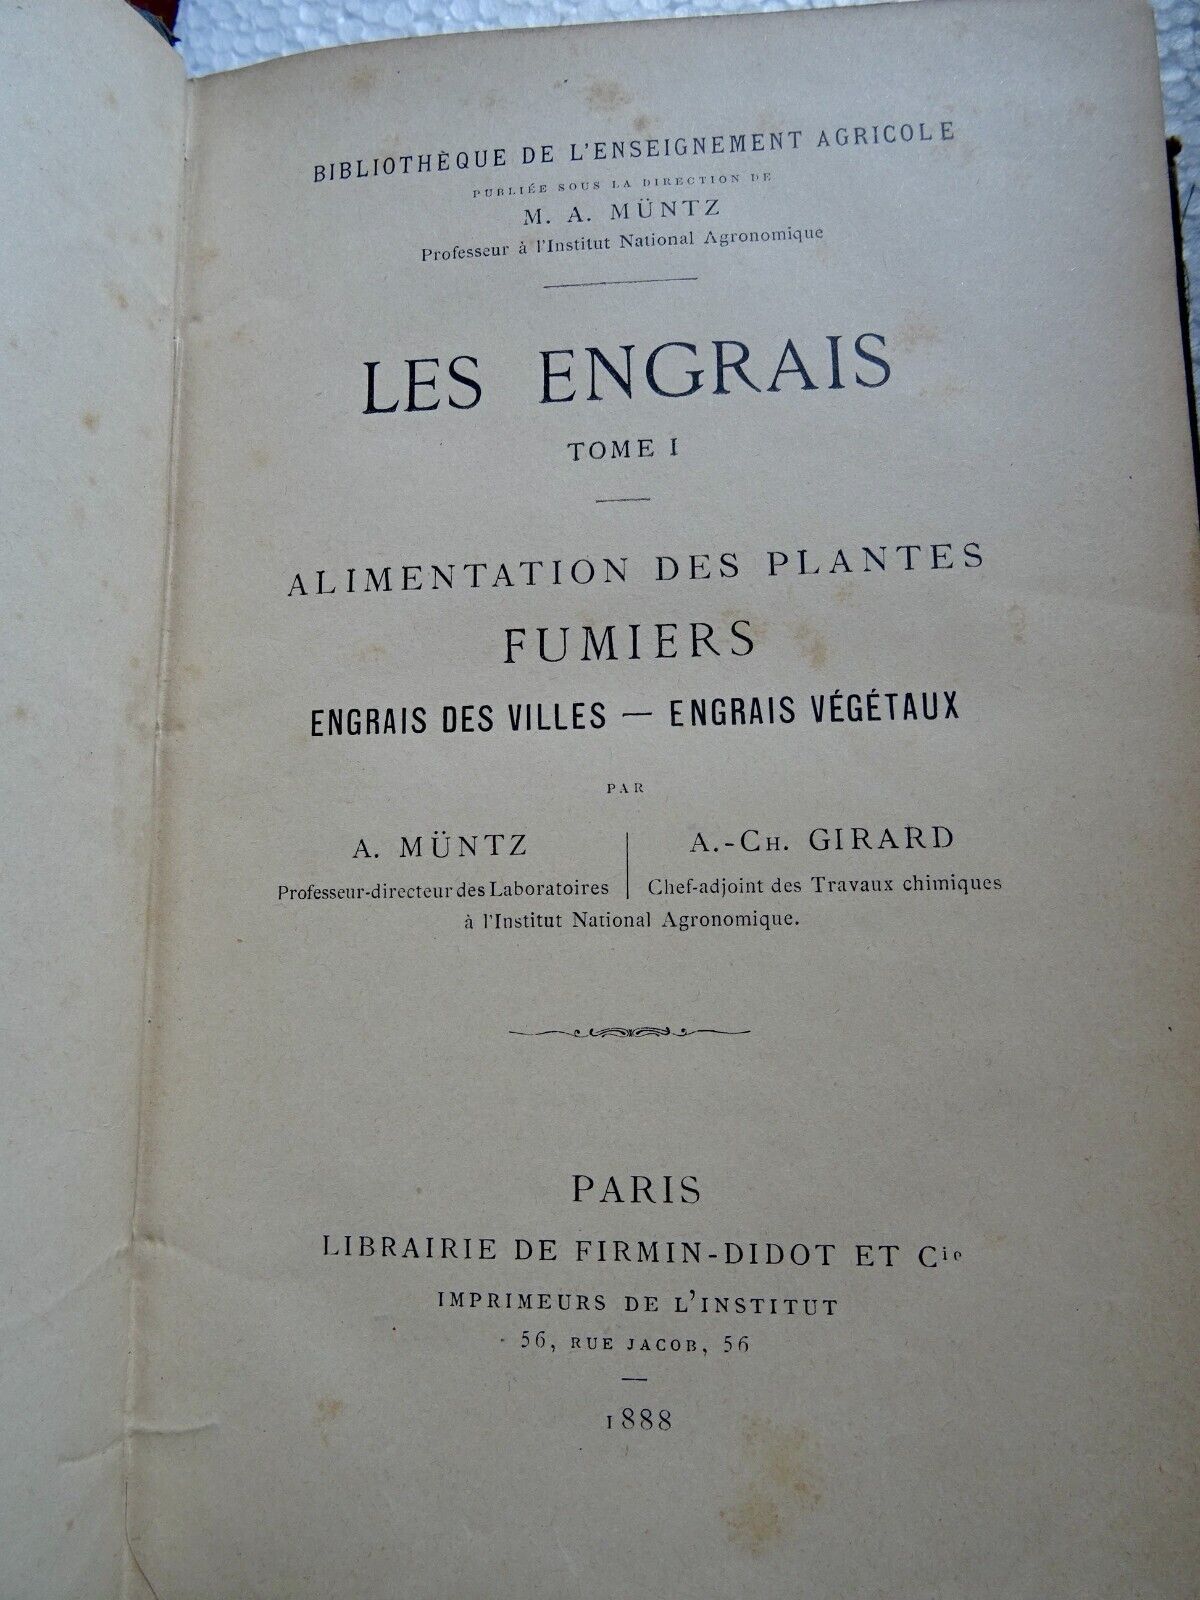 BIBLIOTHÈQUE DE L'ENSEIGNEMENT AGRICOLE
PUBLIÉE SOUS LA DIRECTION DE
M. A. MÜNTZ
Professeur à l'Institut National Agronomique
LES ENGRAIS
TOME I
ALIMENTATION DES PLANTES
FUMIERS
ENGRAIS DES VILLES — ENGRAIS VÉGÉTAUX
PAR
A. MÜNTZ
Professeur-directeur des Laboratoires
A.-CH. GIRARD
Chef-adjoint des Travaux chimiques
à l'Institut National Agronomique.
PARIS
LIBRAIRIE DE FIRMIN-DIDOT ET Cie
IMPRIMEURS DE L'INSTITUT
56, RUE JACOB, 56
1888